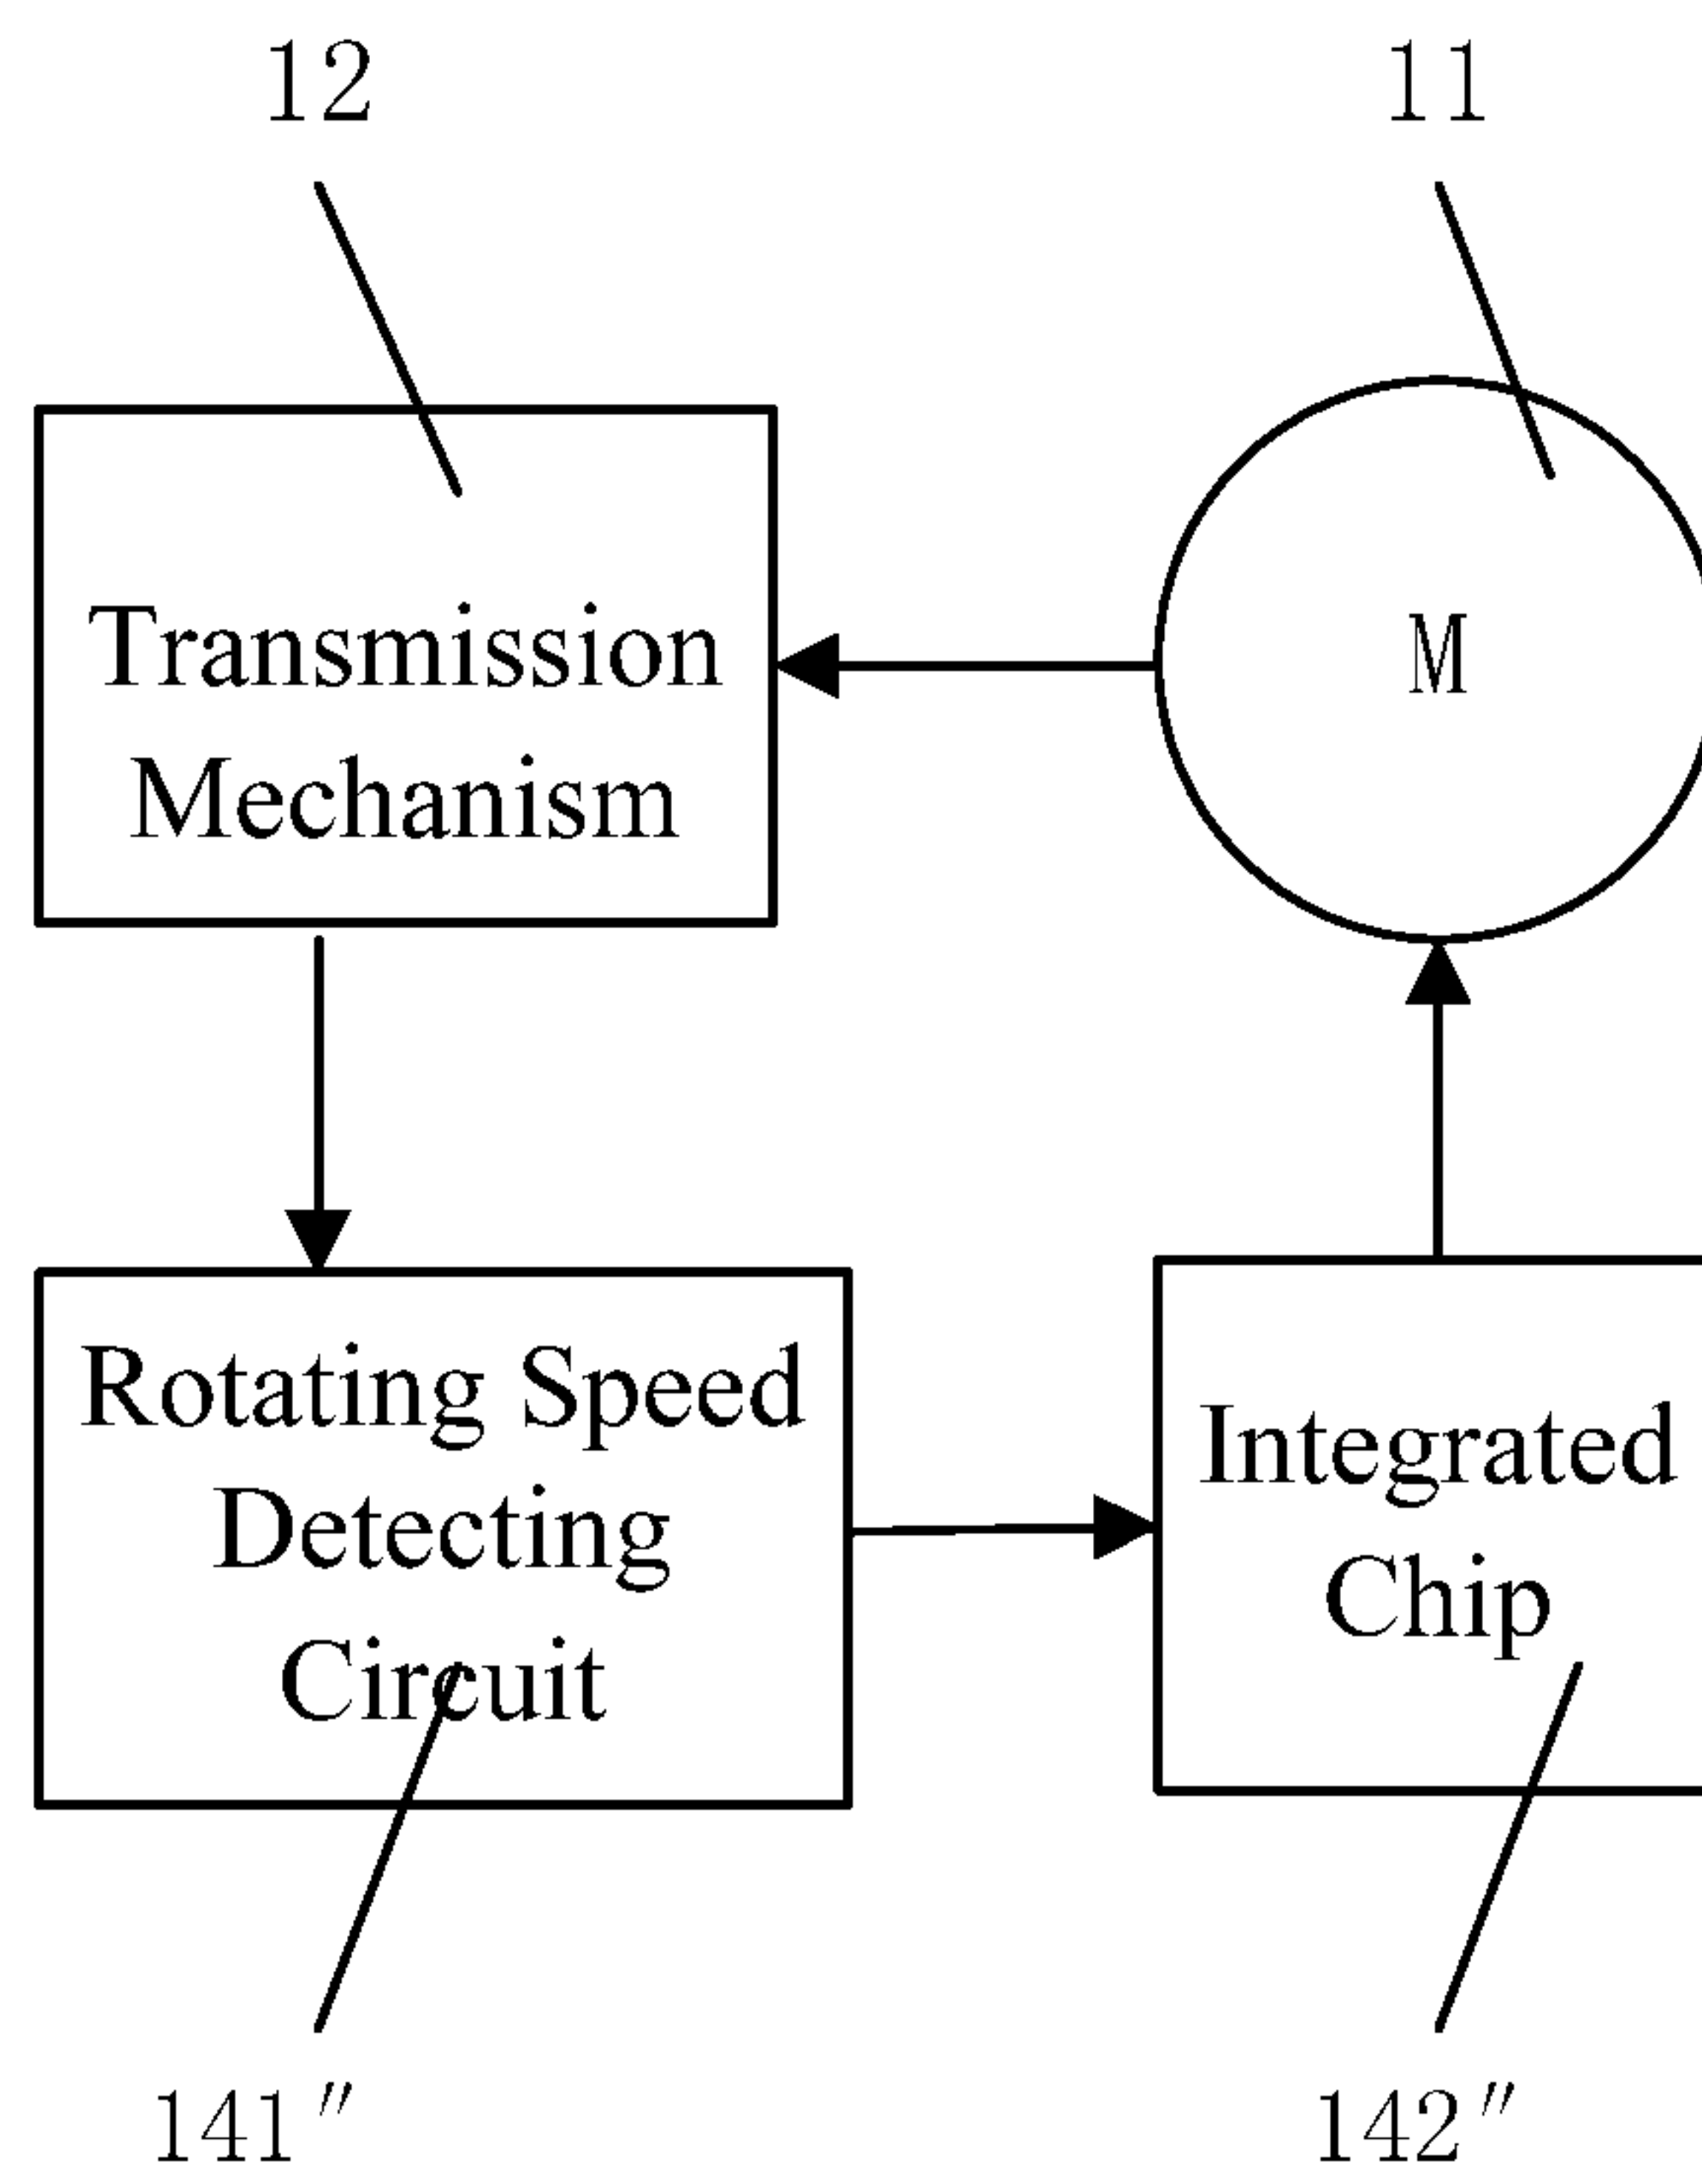 12
11
Transmission
Mechanism
M
Rotating Speed
Detecting
Circuit
Integrated
Chip
141″
142″